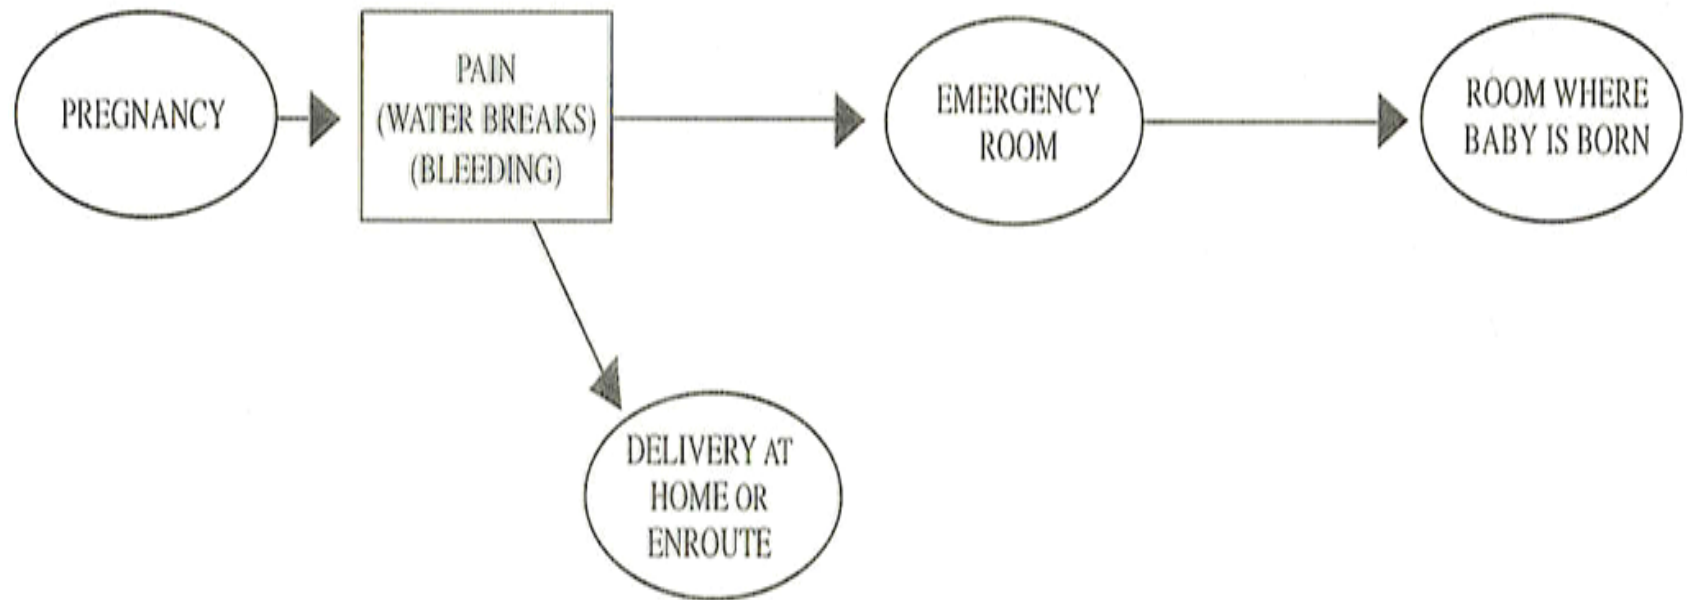 PREGNANCY
PAIN
(WATER BREAKS)
(BLEEDING)
EMERGENCY
ROOM
ROOM WHERE
BABY IS BORN
DELIVERY AT
HOME OR
ENROUTE